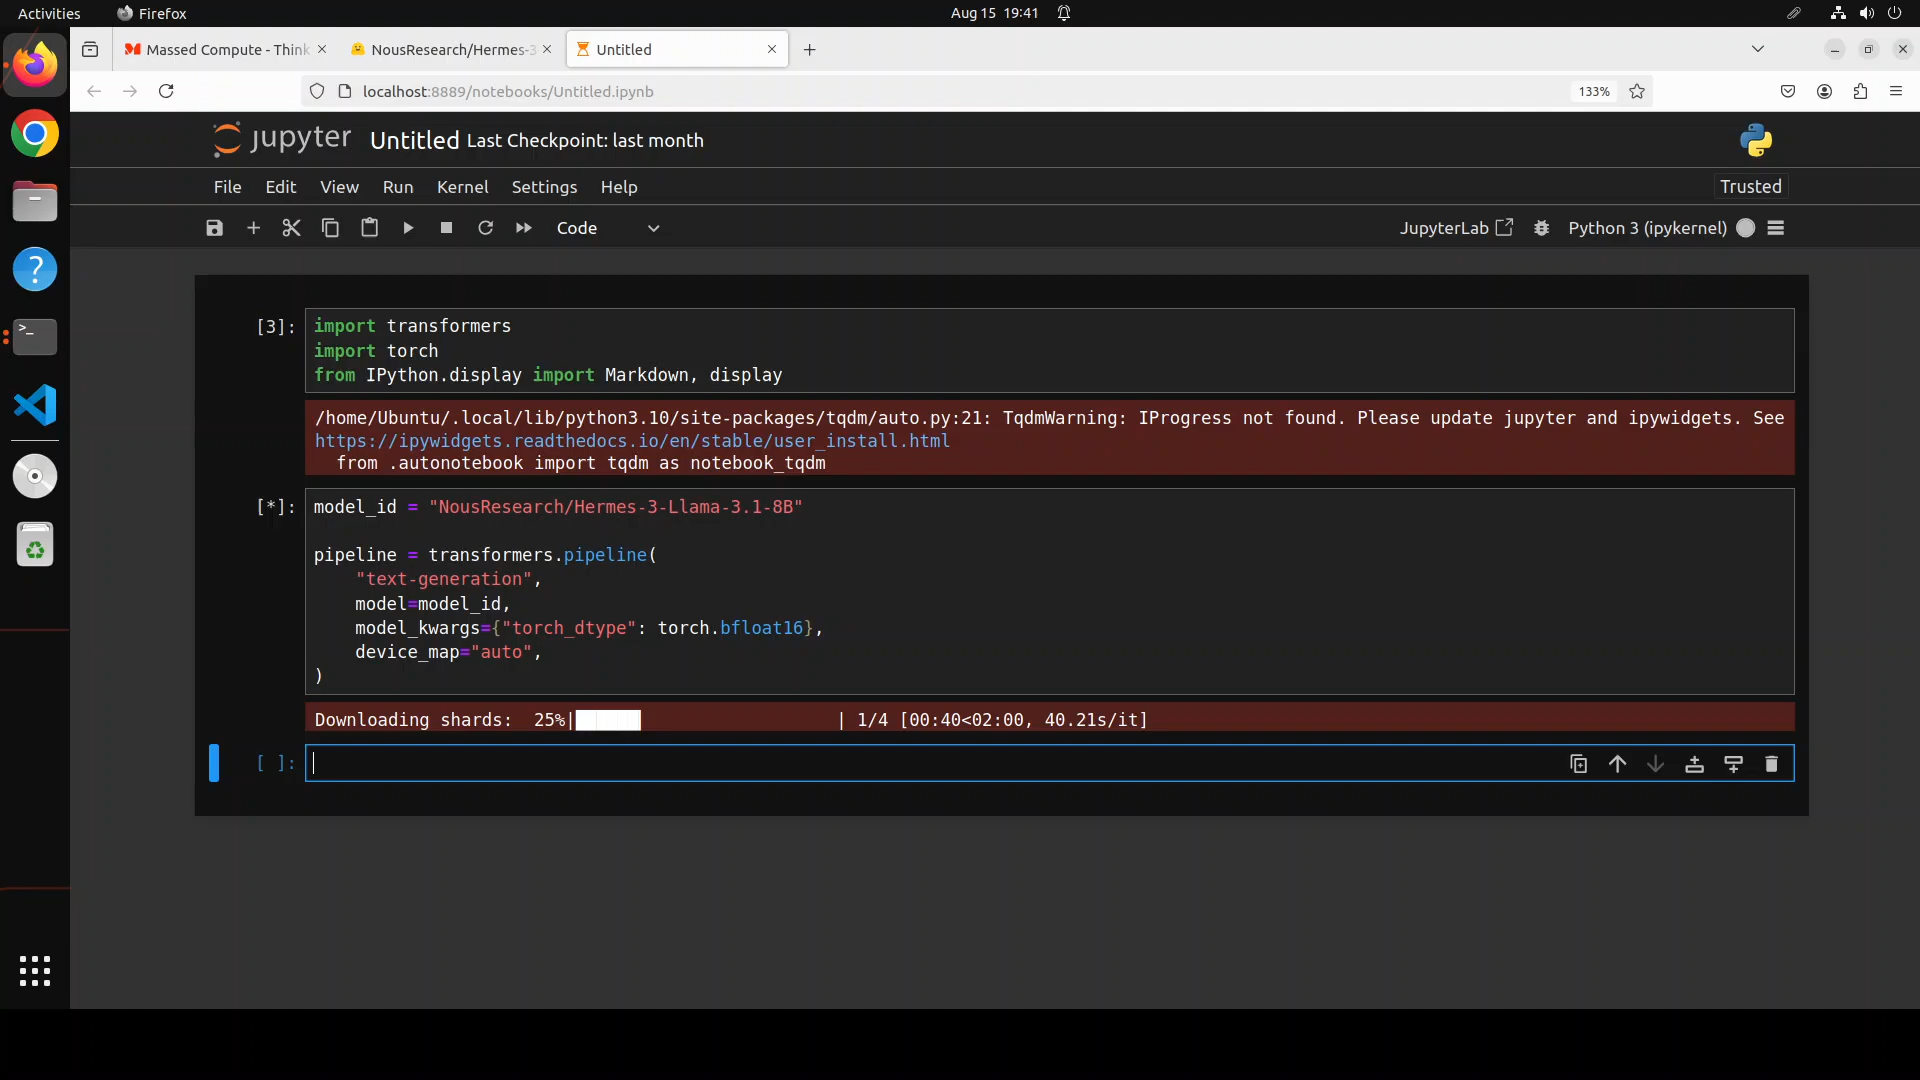 Activities
Firefox
Aug 15 19:41
Massed Compute - Think
NousResearch/Hermes-3
Untitled
localhost:8889/notebooks/Untitled.ipynb
133%
jupyter
Untitled Last Checkpoint: last month
File Edit View Run Kernel Settings Help
Trusted
Code
JupyterLab
Python 3 (ipykernel)
[3]:
import transformers
import torch
from IPython.display import Markdown, display
/home/Ubuntu/.local/lib/python3.10/site-packages/tqdm/auto.py:21: TqdmWarning: IProgress not found. Please update jupyter and ipywidgets. See
https://ipywidgets.readthedocs.io/en/stable/user_install.html
from .autonotebook import tqdm as notebook_tqdm
[*]:
model_id = "NousResearch/Hermes-3-Llama-3.1-8B"
pipeline = transformers.pipeline(
"text-generation",
model=model_id,
model_kwargs={"torch_dtype": torch.bfloat16},
device_map="auto",
)
Downloading shards: 25%| | 1/4 [00:40<02:00, 40.21s/it]
[ ]: